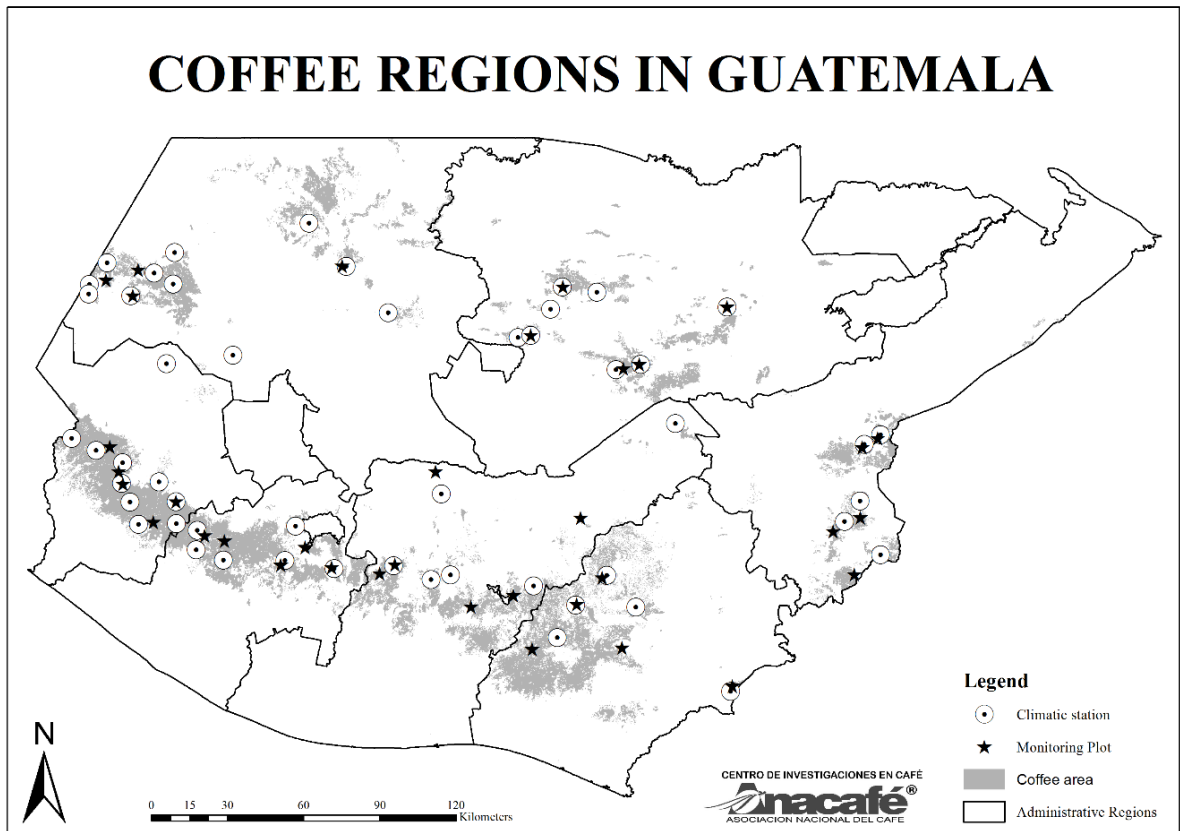 COFFEE REGIONS IN GUATEMALA
Legend
Climatic station
Monitoring Plot
Coffee area
Administrative Regions
N
0 15 30 60 90 120
Kilometers
CENTRO DE INVESTIGACIONES EN CAFÉ
Anacafé®
ASOCIACION NACIONAL DEL CAFE